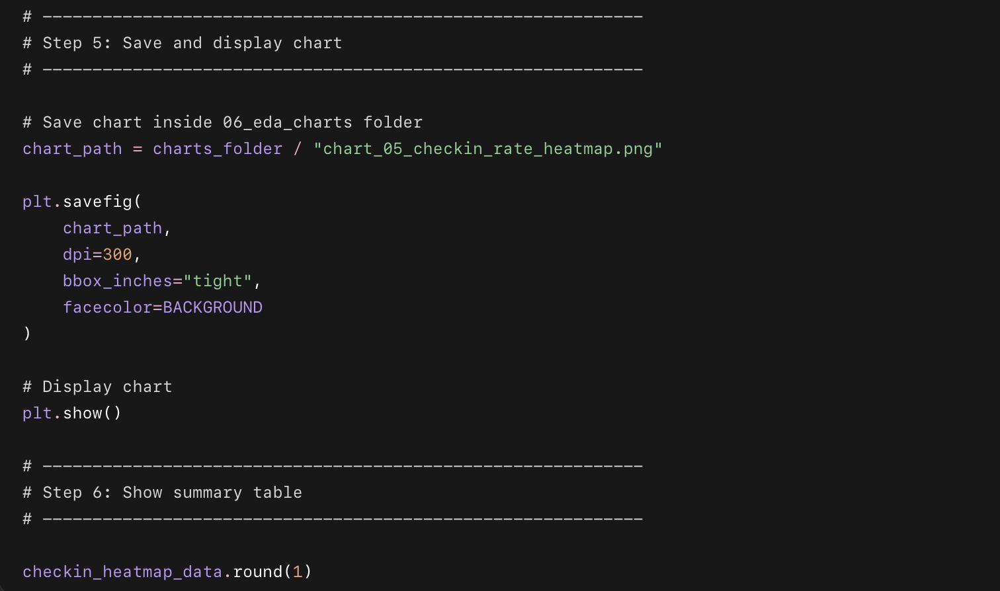 # ------------------------------------------------------------
# Step 5: Save and display chart
# ------------------------------------------------------------
# Save chart inside 06_eda_charts folder
chart_path = charts_folder / "chart_05_checkin_rate_heatmap.png"
plt.savefig(
    chart_path,
    dpi=300,
    bbox_inches="tight",
    facecolor=BACKGROUND
)
# Display chart
plt.show()
# ------------------------------------------------------------
# Step 6: Show summary table
# ------------------------------------------------------------
checkin_heatmap_data.round(1)